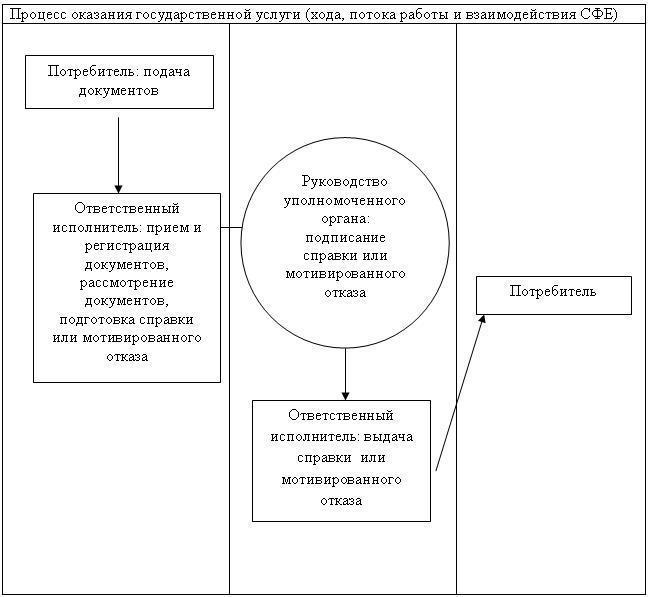 Процесс оказания государственной услуги (хода, потока работы и взаимодействия СФЕ)
Потребитель: подача
документов
Ответственный
исполнитель: прием и
регистрация
документов,
рассмотрение
документов,
подготовка справки
или мотивированного
отказа
Руководство
уполномоченного
органа:
подписание
справки или
мотивированного
отказа
Ответственный
исполнитель: выдача
справки или
мотивированного
отказа
Потребитель